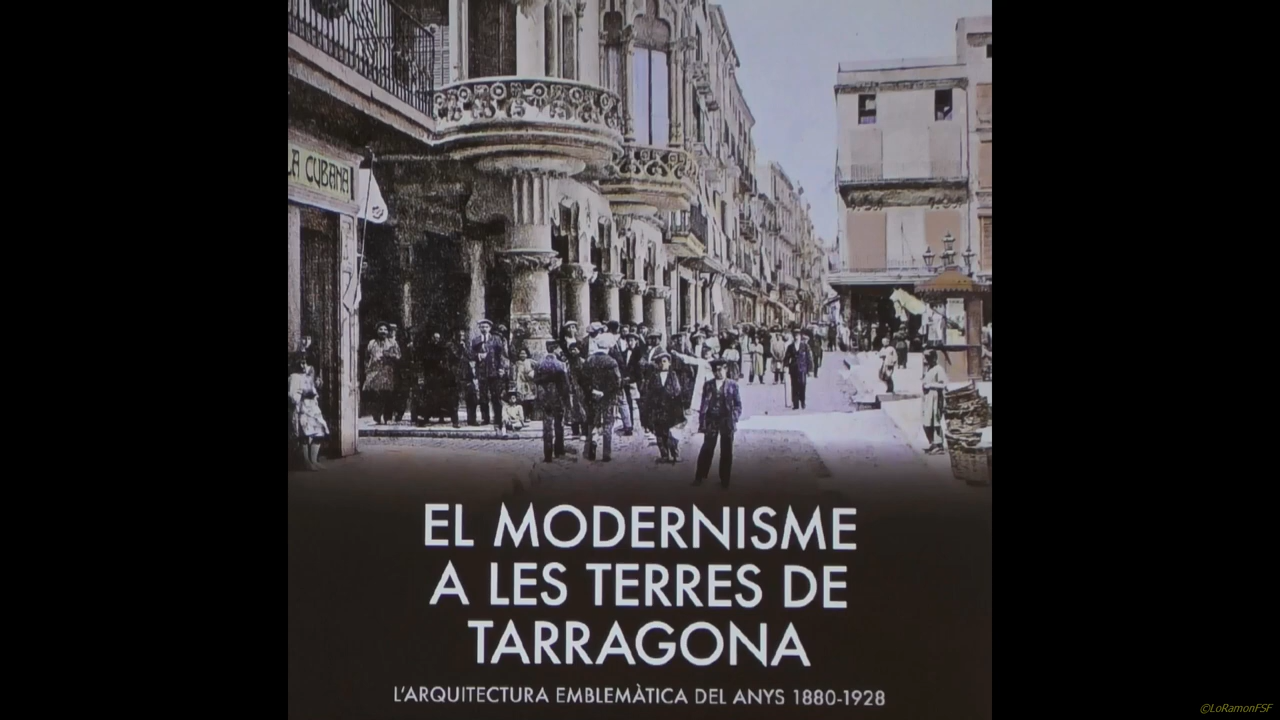 LA CUBANA
EL MODERNISME
A LES TERRES DE
TARRAGONA
L'ARQUITECTURA EMBLEMÀTICA DEL ANYS 1880-1928
©LoRamonFSF